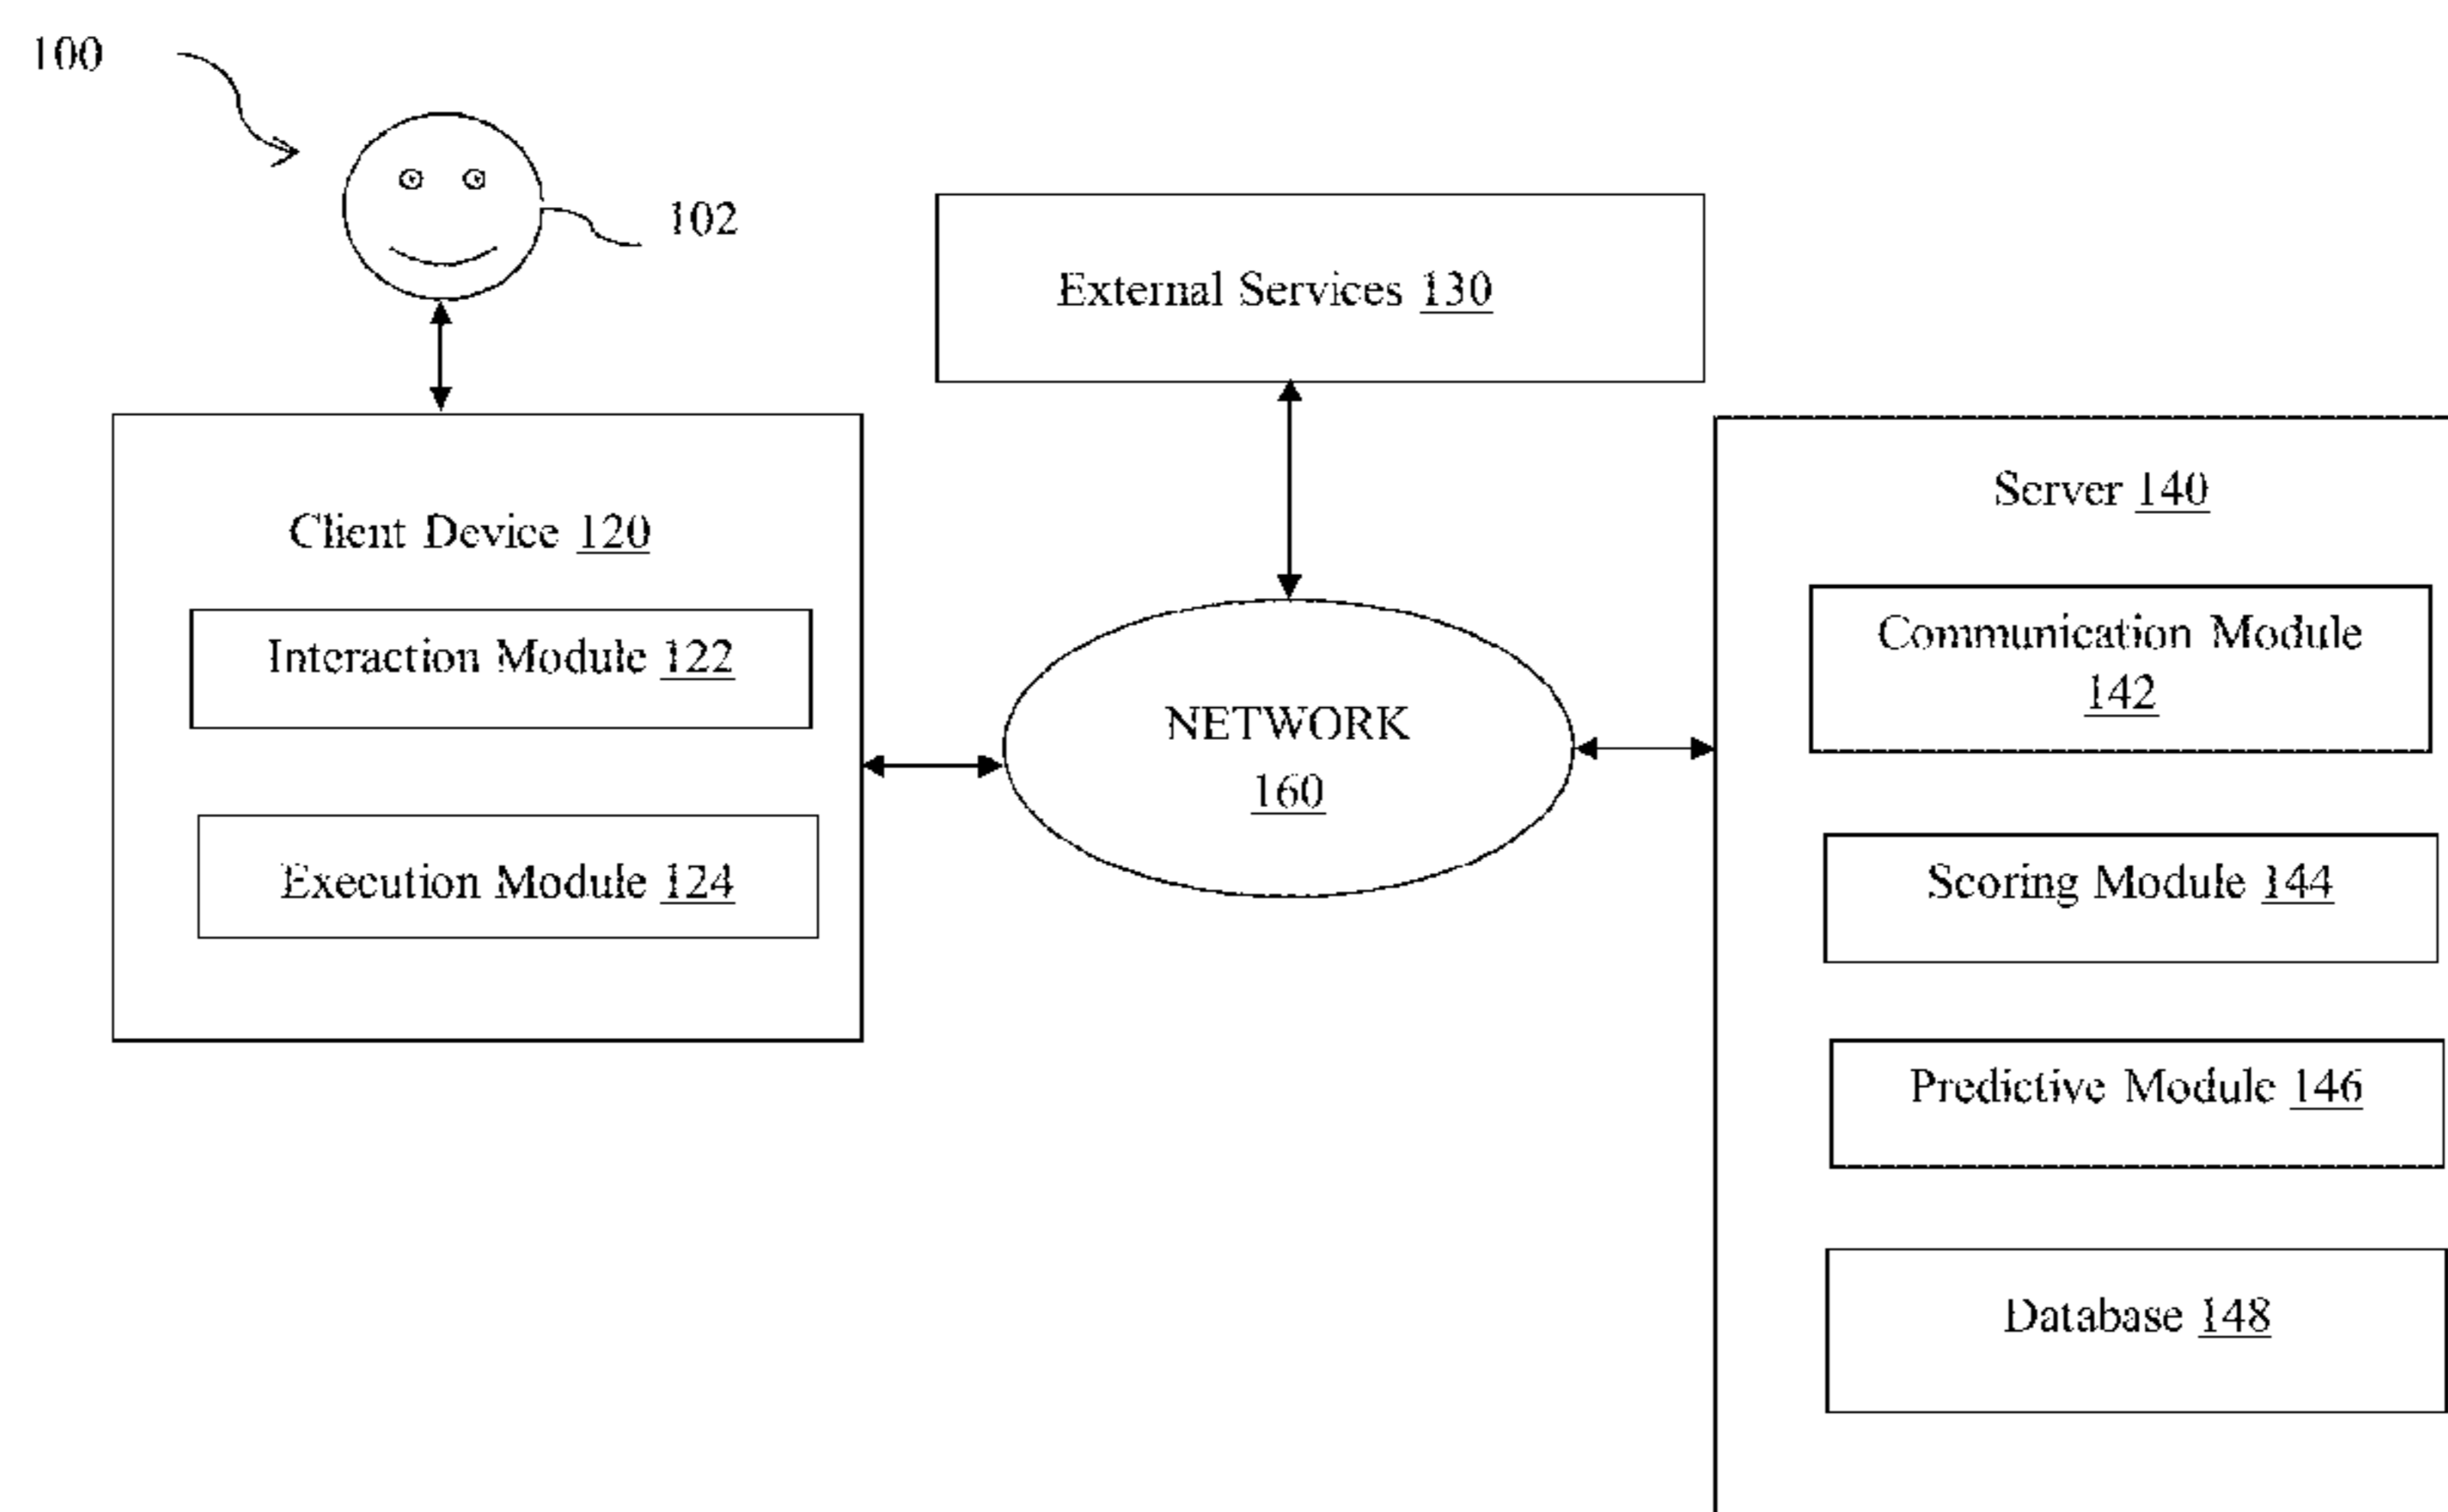 100
102
External Services 130
Server 140
Client Device 120
Communication Module
142
Interaction Module 122
NETWORK
160
Execution Module 124
Scoring Module 144
Predictive Module 146
Database 148